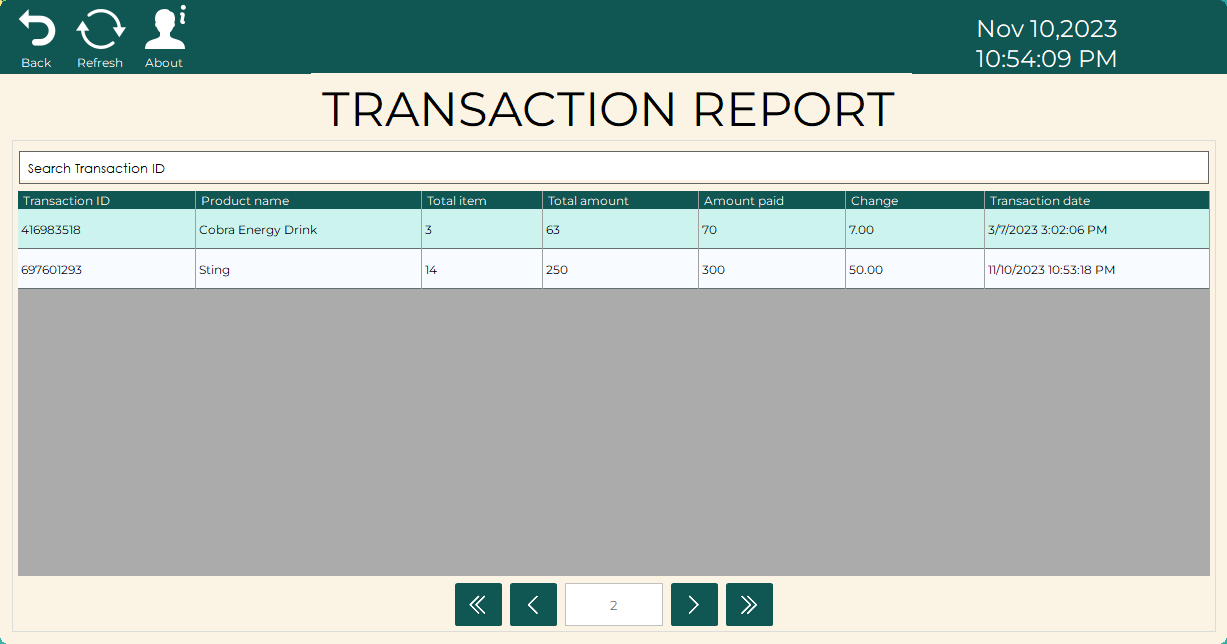 Back Refresh About
Nov 10,2023
10:54:09 PM
TRANSACTION REPORT
Search Transaction ID
Transaction ID Product name Total item Total amount Amount paid Change Transaction date
416983518 Cobra Energy Drink 3 63 70 7.00 3/7/2023 3:02:06 PM
697601293 Sting 14 250 300 50.00 11/10/2023 10:53:18 PM
2